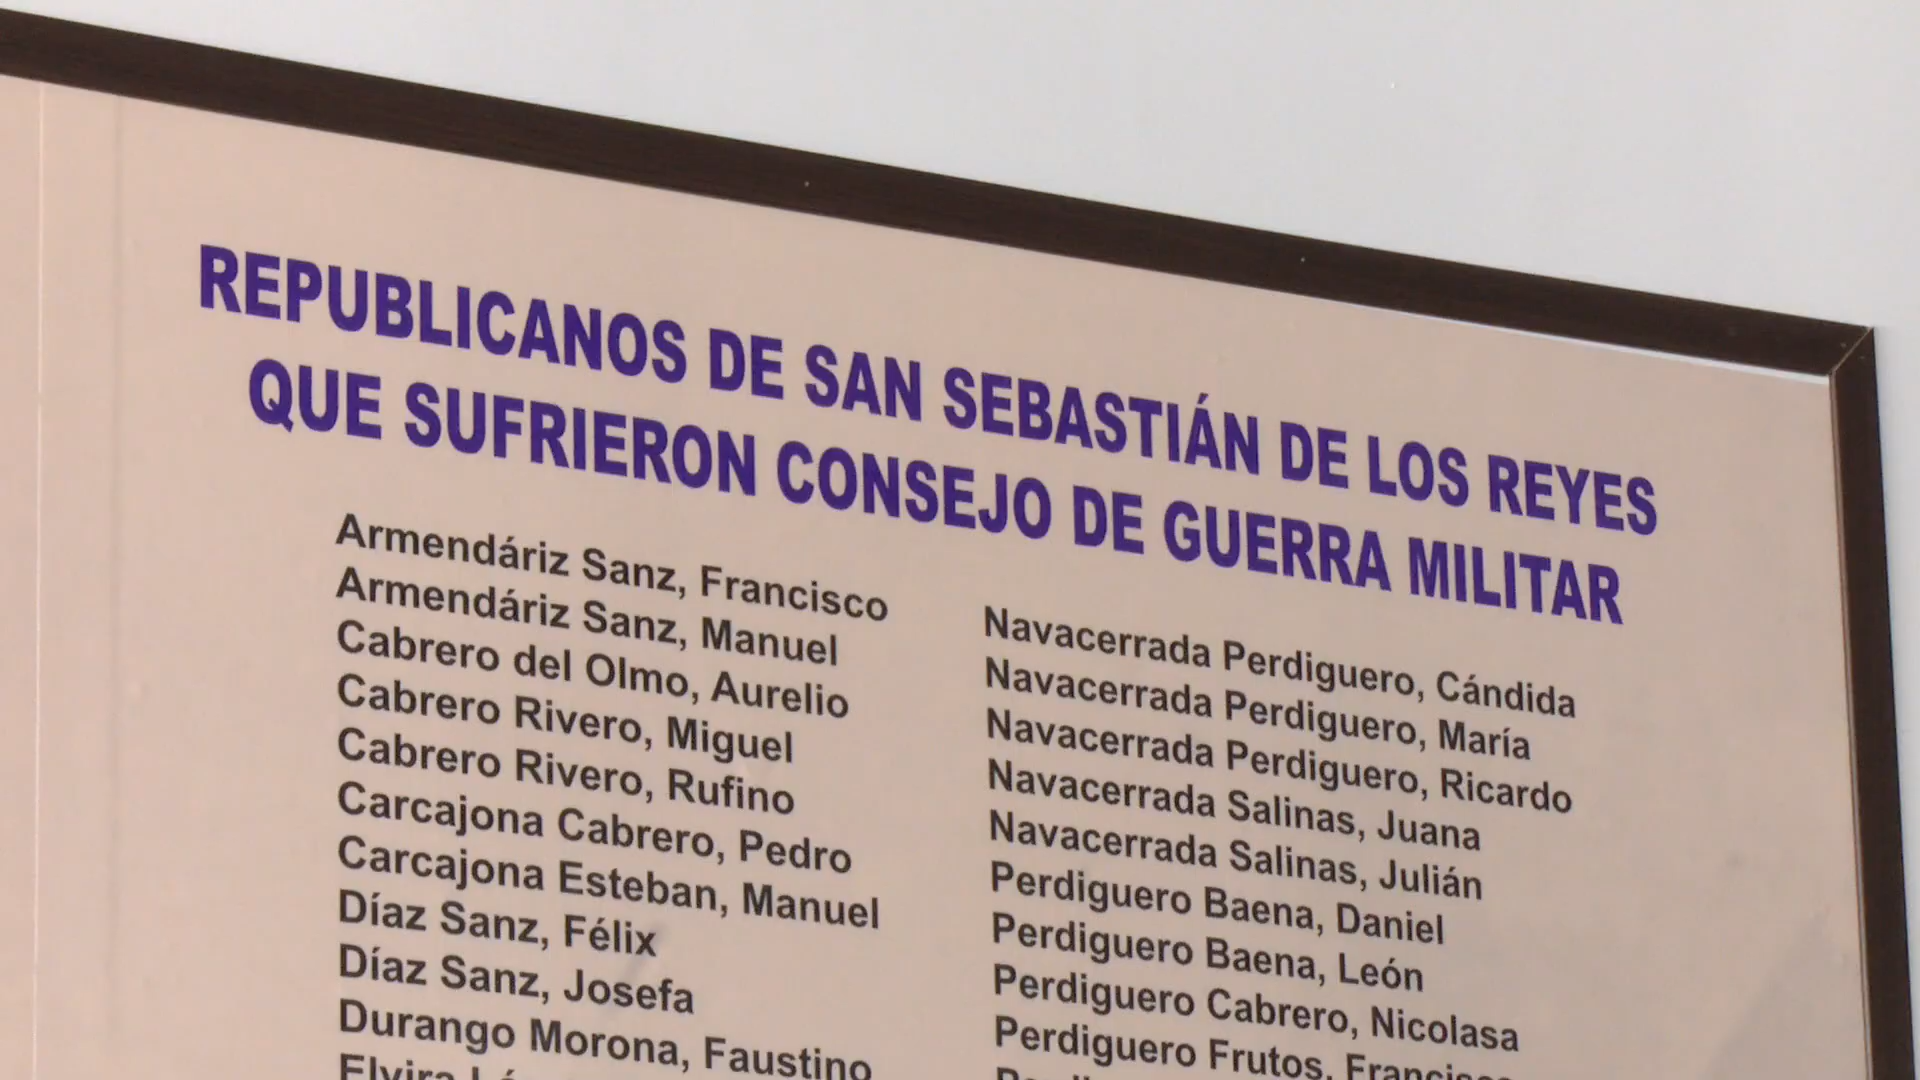 REPUBLICANOS DE SAN SEBASTIÁN DE LOS REYES
QUE SUFRIERON CONSEJO DE GUERRA MILITAR
Armendáriz Sanz, Francisco
Armendáriz Sanz, Manuel
Cabrero del Olmo, Aurelio
Cabrero Rivero, Miguel
Cabrero Rivero, Rufino
Carcajona Cabrero, Pedro
Carcajona Esteban, Manuel
Díaz Sanz, Félix
Díaz Sanz, Josefa
Durango Morona, Faustino
Elvira
Navacerrada Perdiguero, Cándida
Navacerrada Perdiguero, María
Navacerrada Perdiguero, Ricardo
Navacerrada Salinas, Juana
Navacerrada Salinas, Julián
Perdiguero Baena, Daniel
Perdiguero Baena, León
Perdiguero Cabrero, Nicolasa
Perdiguero Frutos,